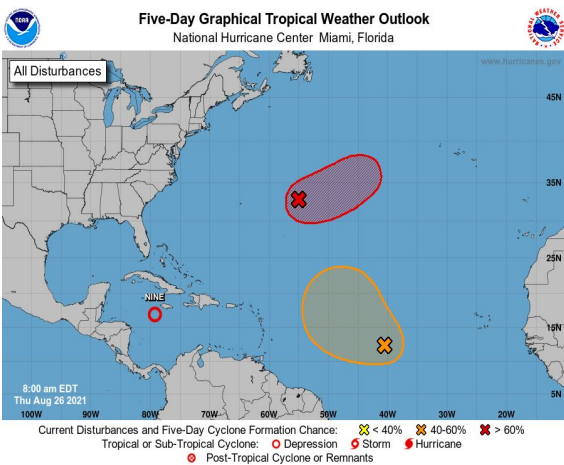 Five-Day Graphical Tropical Weather Outlook
National Hurricane Center Miami, Florida
NOAA
All Disturbances
www.hurricanes.gov
45N
35N
25N
NINE
15N
5N
8:00 am EDT
Thu Aug 26 2021
100W 90W 80W 70W 60W 50W 40W 30W 20W 10W
Current Disturbances and Five-Day Cyclone Formation Chance: < 40% 40-60% > 60%
Tropical or Sub-Tropical Cyclone: Depression Storm Hurricane
Post-Tropical Cyclone or Remnants